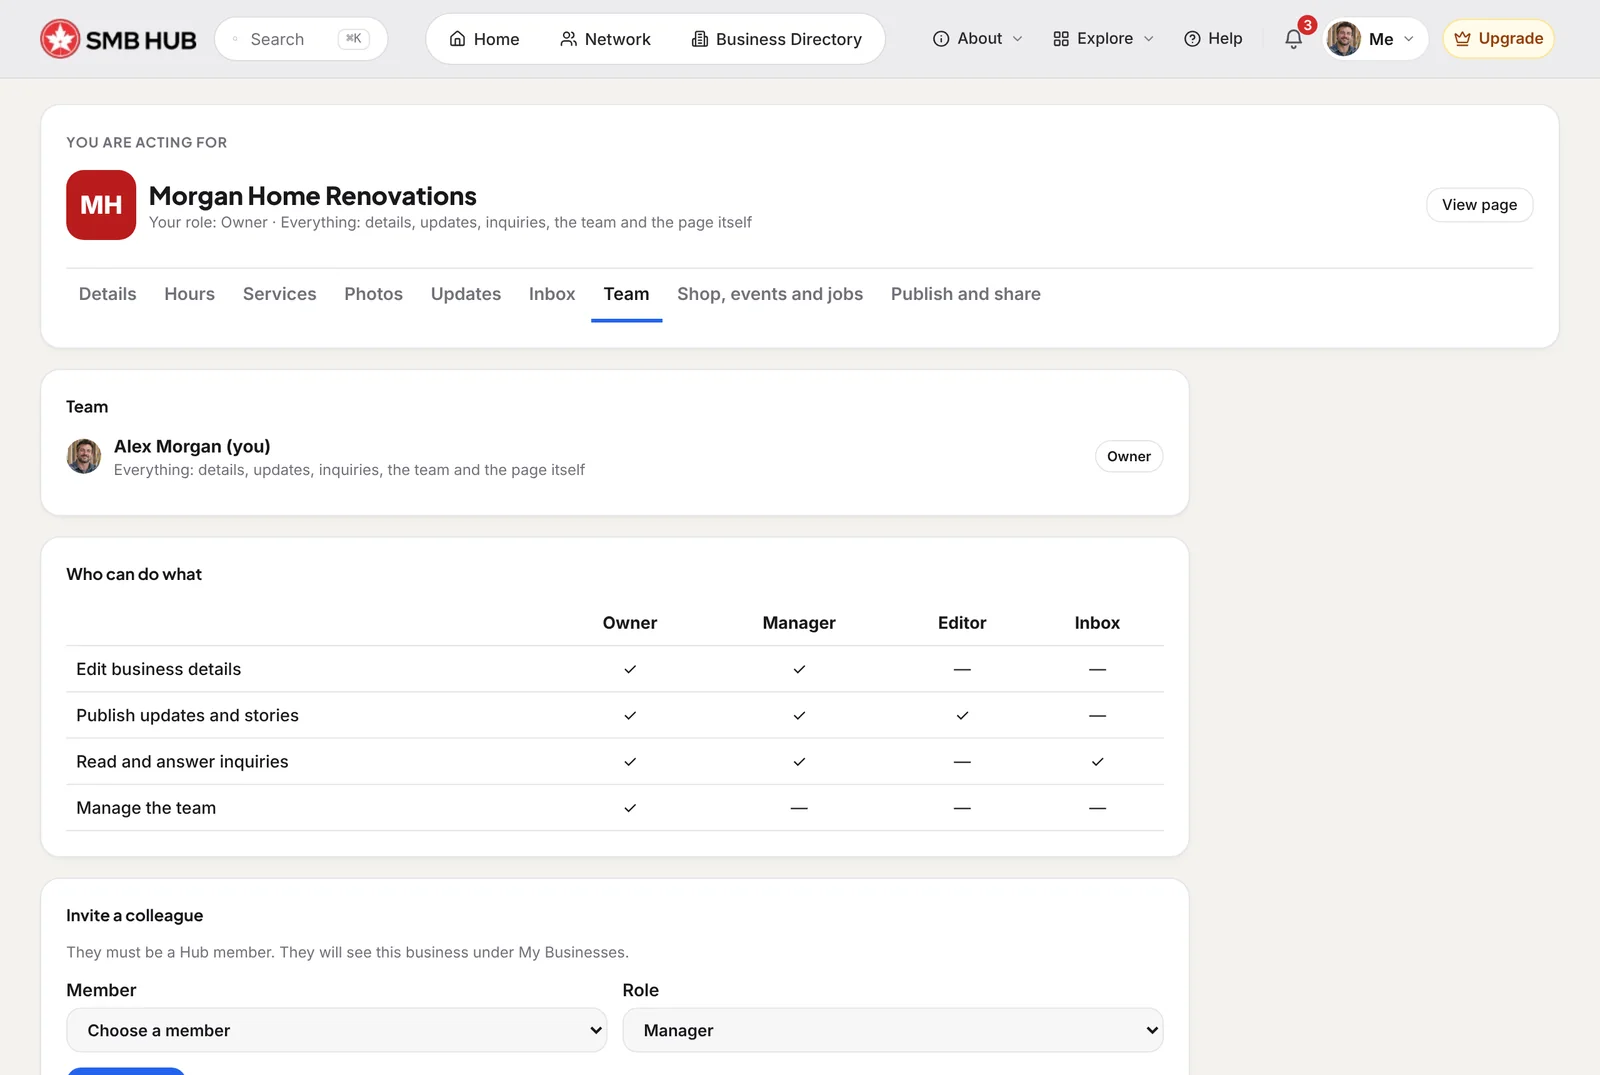 SMB HUB
Search
⌘K
Home
Network
Business Directory
About
Explore
Help
3
Me
Upgrade
YOU ARE ACTING FOR
MH
Morgan Home Renovations
Your role: Owner · Everything: details, updates, inquiries, the team and the page itself
View page
Details
Hours
Services
Photos
Updates
Inbox
Team
Shop, events and jobs
Publish and share
Team
Alex Morgan (you)
Everything: details, updates, inquiries, the team and the page itself
Owner
Who can do what
Owner Manager Editor Inbox
Edit business details ✓ ✓ — —
Publish updates and stories ✓ ✓ ✓ —
Read and answer inquiries ✓ ✓ — ✓
Manage the team ✓ — — —
Invite a colleague
They must be a Hub member. They will see this business under My Businesses.
Member
Role
Choose a member
Manager